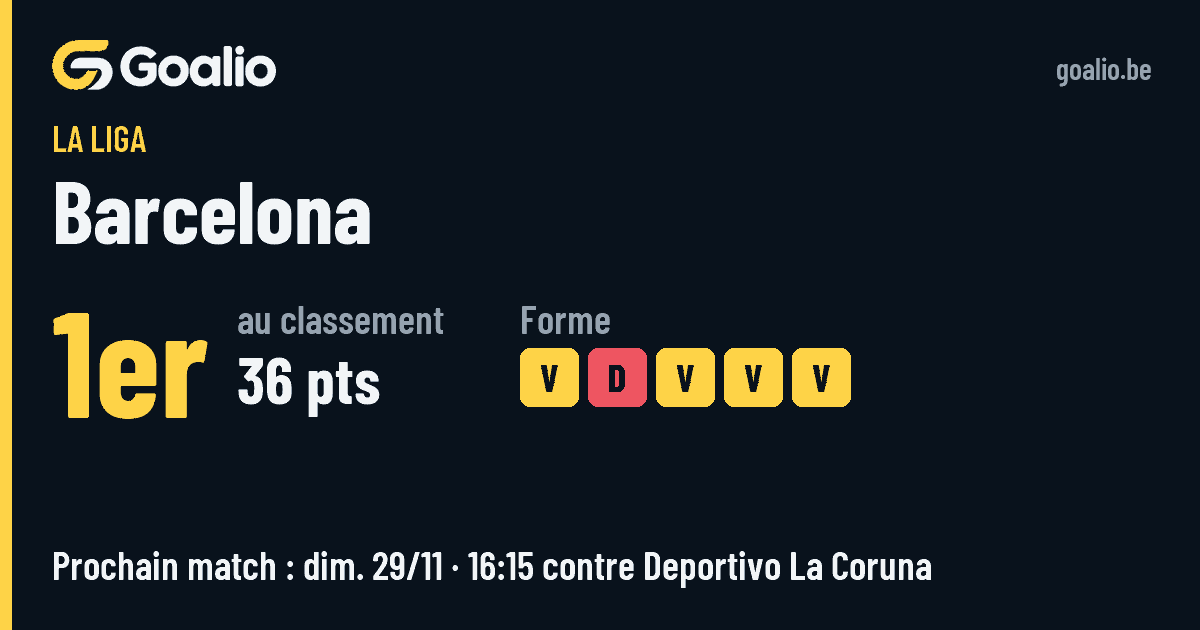 Goalio
goalio.be
LA LIGA
Barcelona
1er
au classement
36 pts
Forme
V D V V V
Prochain match : dim. 29/11 · 16:15 contre Deportivo La Coruna